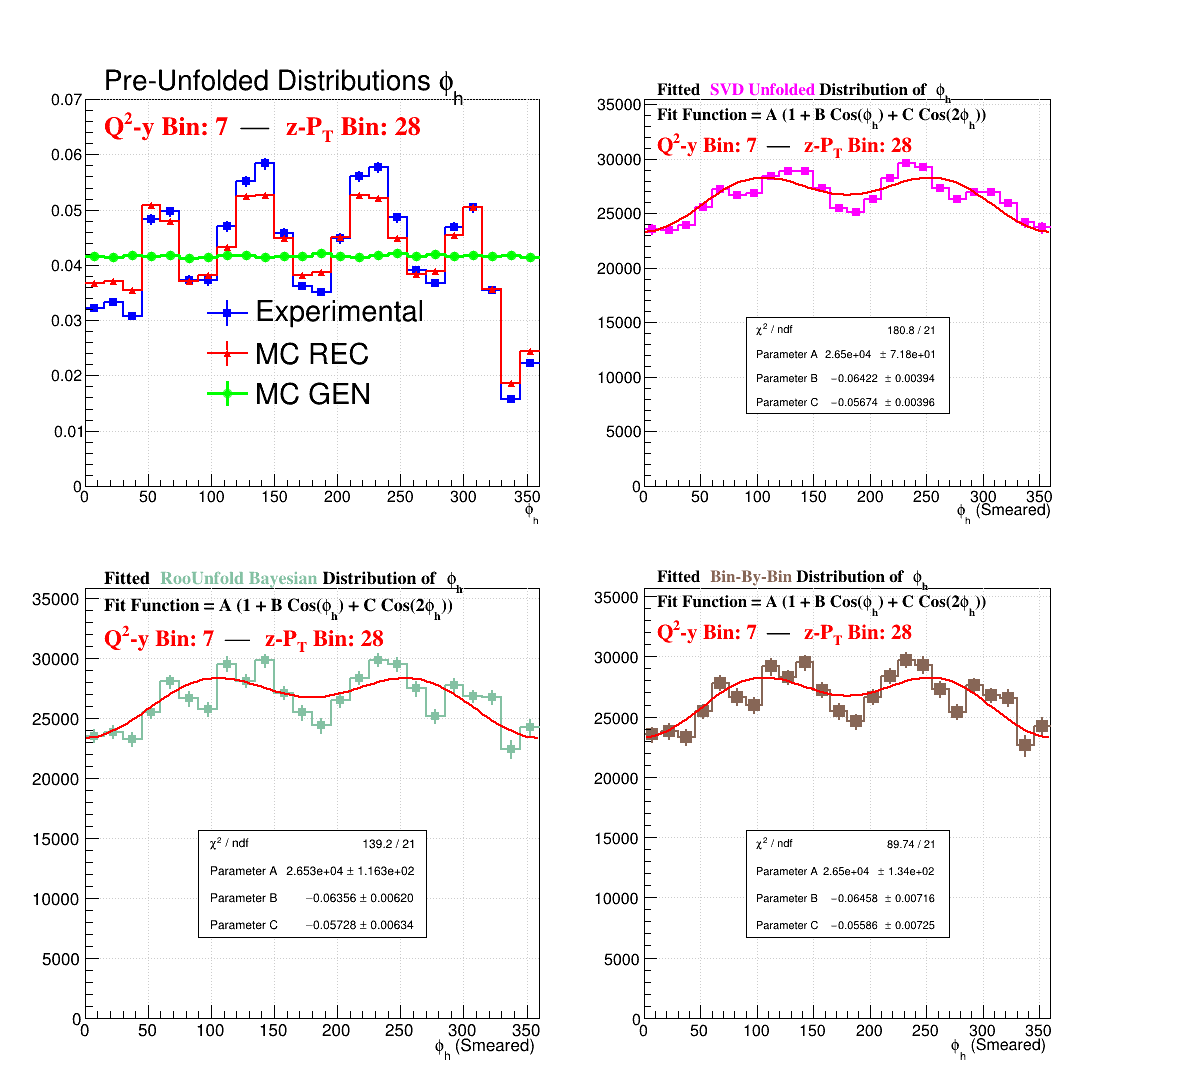 Pre-Unfolded Distributions ϕh
Q²-y Bin: 7 — z-PT Bin: 28
0.07
0.06
0.05
0.04
0.03
0.02
0.01
0
Experimental
MC REC
MC GEN
0 50 100 150 200 250 300 350
ϕh
Fitted SVD Unfolded Distribution of ϕh
Fit Function = A (1 + B Cos(ϕh) + C Cos(2ϕh))
Q²-y Bin: 7 — z-PT Bin: 28
35000
30000
25000
20000
15000
10000
5000
0
χ² / ndf 180.8 / 21
Parameter A 2.65e+04 ± 7.18e+01
Parameter B −0.06422 ± 0.00394
Parameter C −0.05674 ± 0.00396
0 50 100 150 200 250 300 350
ϕh (Smeared)
Fitted RooUnfold Bayesian Distribution of ϕh
Fit Function = A (1 + B Cos(ϕh) + C Cos(2ϕh))
Q²-y Bin: 7 — z-PT Bin: 28
35000
30000
25000
20000
15000
10000
5000
0
χ² / ndf 139.2 / 21
Parameter A 2.653e+04 ± 1.163e+02
Parameter B −0.06356 ± 0.00620
Parameter C −0.05728 ± 0.00634
0 50 100 150 200 250 300 350
ϕh (Smeared)
Fitted Bin-By-Bin Distribution of ϕh
Fit Function = A (1 + B Cos(ϕh) + C Cos(2ϕh))
Q²-y Bin: 7 — z-PT Bin: 28
35000
30000
25000
20000
15000
10000
5000
0
χ² / ndf 89.74 / 21
Parameter A 2.65e+04 ± 1.34e+02
Parameter B −0.06458 ± 0.00716
Parameter C −0.05586 ± 0.00725
0 50 100 150 200 250 300 350
ϕh (Smeared)